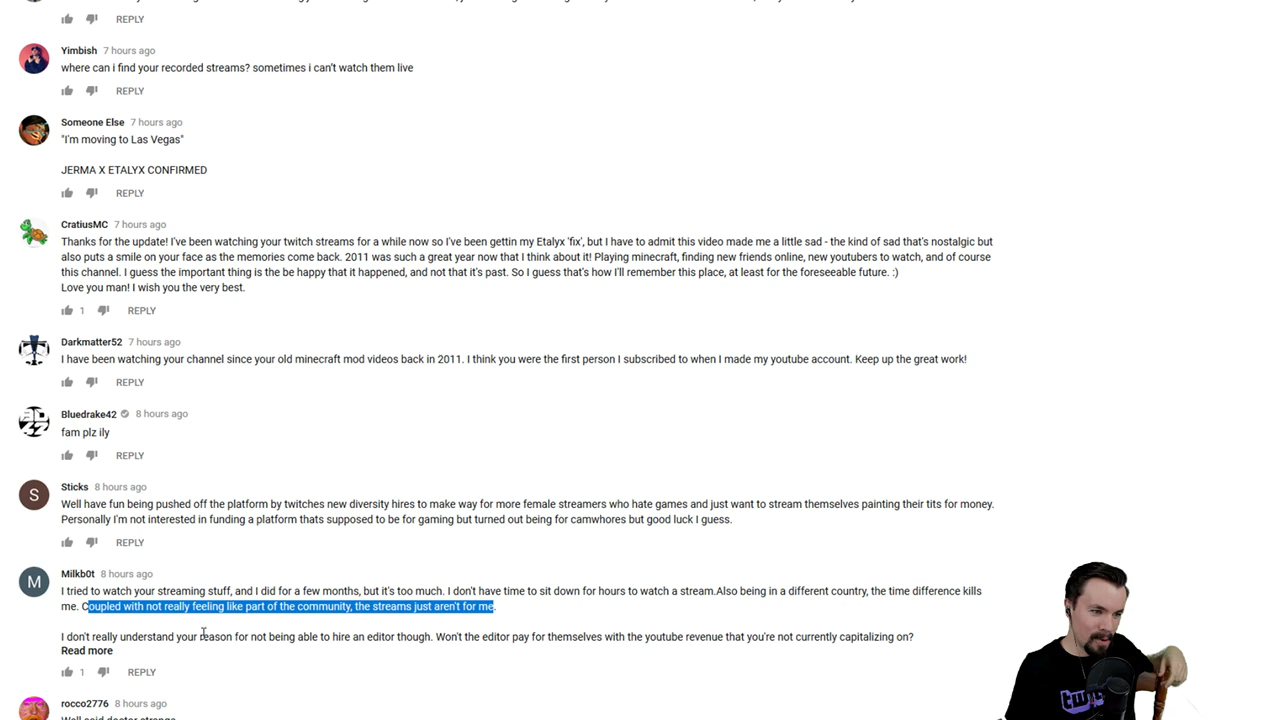 REPLY
Yimbish 7 hours ago
where can i find your recorded streams? sometimes i can't watch them live
REPLY
Someone Else 7 hours ago
"I'm moving to Las Vegas"
JERMA X ETALYX CONFIRMED
REPLY
CratiusMC 7 hours ago
Thanks for the update! I've been watching your twitch streams for a while now so I've been gettin my Etalyx 'fix', but I have to admit this video made me a little sad - the kind of sad that's nostalgic but
also puts a smile on your face as the memories come back. 2011 was such a great year now that I think about it! Playing minecraft, finding new friends online, new youtubers to watch, and of course
this channel. I guess the important thing is the be happy that it happened, and not that it's past. So I guess that's how I'll remember this place, at least for the foreseeable future. :)
Love you man! I wish you the very best.
1 REPLY
Darkmatter52 7 hours ago
I have been watching your channel since your old minecraft mod videos back in 2011. I think you were the first person I subscribed to when I made my youtube account. Keep up the great work!
REPLY
Bluedrake42 8 hours ago
fam plz ily
REPLY
S
Sticks 8 hours ago
Well have fun being pushed off the platform by twitches new diversity hires to make way for more female streamers who hate games and just want to stream themselves painting their tits for money.
Personally I'm not interested in funding a platform thats supposed to be for gaming but turned out being for camwhores but good luck I guess.
REPLY
M
Milkb0t 8 hours ago
I tried to watch your streaming stuff, and I did for a few months, but it's too much. I don't have time to sit down for hours to watch a stream.Also being in a different country, the time difference kills
me. Coupled with not really feeling like part of the community, the streams just aren't for me.
I don't really understand your reason for not being able to hire an editor though. Won't the editor pay for themselves with the youtube revenue that you're not currently capitalizing on?
Read more
1 REPLY
rocco2776 8 hours ago
Well said doctor strange